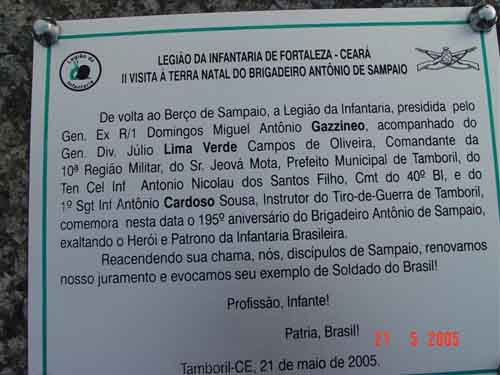 Legião da
Infantaria
LEGIÃO DA INFANTARIA DE FORTALEZA - CEARÁ
II VISITA Á TERRA NATAL DO BRIGADEIRO ANTÔNIO DE SAMPAIO
De volta ao Berço de Sampaio, a Legião da Infantaria, presidida pelo
Gen. Ex R/1 Domingos Miguel Antônio Gazzineo, acompanhado do
Gen. Div. Júlio Lima Verde Campos de Oliveira, Comandante da
10ª Região Militar, do Sr. Jeová Mota, Prefeito Municipal de Tamboril, do
Ten Cel Inf Antonio Nicolau dos Santos Filho, Cmt do 40º BI, e do
1º Sgt Inf Antônio Cardoso Sousa, Instrutor do Tiro-de-Guerra de Tamboril,
comemora nesta data o 195º aniversário do Brigadeiro Antônio de Sampaio,
exaltando o Herói e Patrono da Infantaria Brasileira.
Reacendendo sua chama, nós, discípulos de Sampaio, renovamos
nosso juramento e evocamos seu exemplo de Soldado do Brasil!
Profissão, Infante!
Patria, Brasil!
21 5 2005
Tamboril-CE, 21 de maio de 2005.